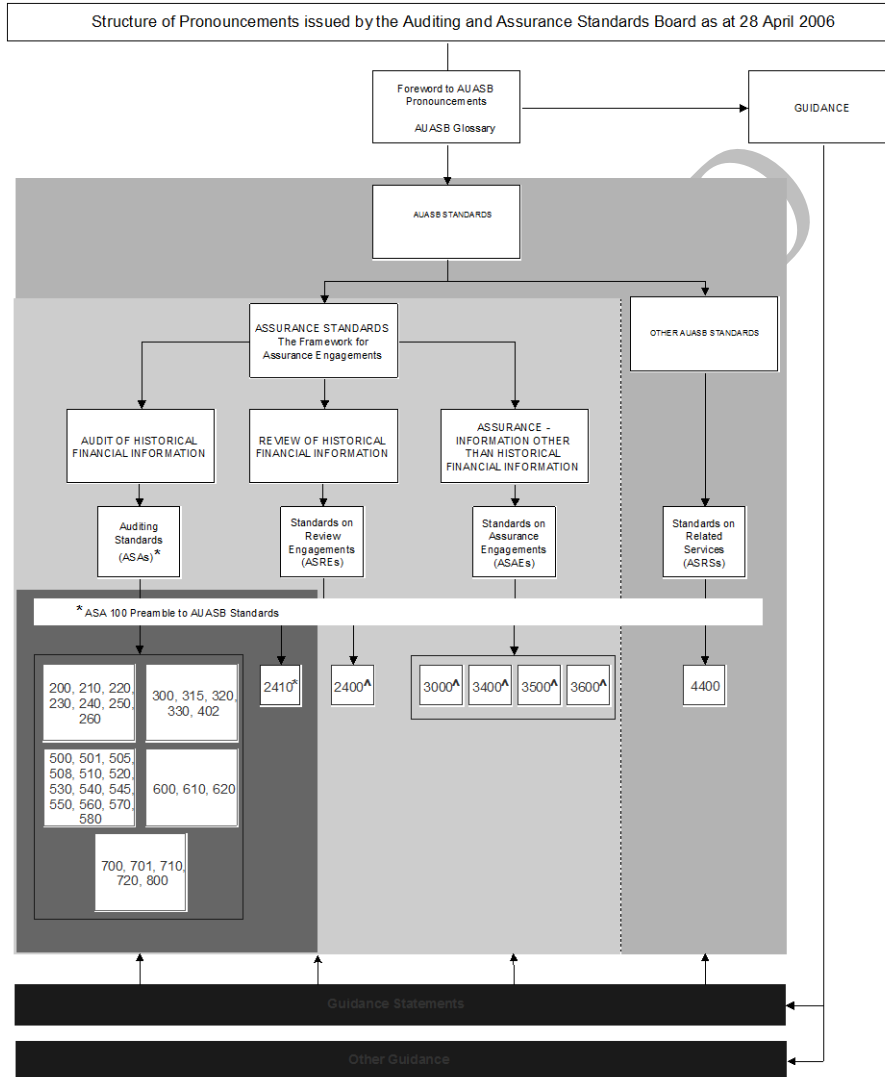 Structure of Pronouncements issued by the Auditing and Assurance Standards Board as at 28 April 2006
Foreword to AUASB
Pronouncements
AUASB Glossary
GUIDANCE
AUASB STANDARDS
ASSURANCE STANDARDS
The Framework for
Assurance Engagements
OTHER AUASB STANDARDS
AUDIT OF HISTORICAL
FINANCIAL INFORMATION
REVIEW OF HISTORICAL
FINANCIAL INFORMATION
ASSURANCE -
INFORMATION OTHER
THAN HISTORICAL
FINANCIAL INFORMATION
Auditing
Standards
(ASAs)*
Standards on
Review
Engagements
(ASREs)
Standards on
Assurance
Engagements
(ASAEs)
Standards on
Related
Services
(ASRSs)
* ASA 100 Preamble to AUASB Standards
200, 210, 220,
230, 240, 250,
260
300, 315, 320,
330, 402
2410*
2400^
3000^
3400^
3500^
3600^
4400
500, 501, 505,
508, 510, 520,
530, 540, 545,
550, 560, 570,
580
600, 610, 620
700, 701, 710,
720, 800
Guidance Statements
Other Guidance